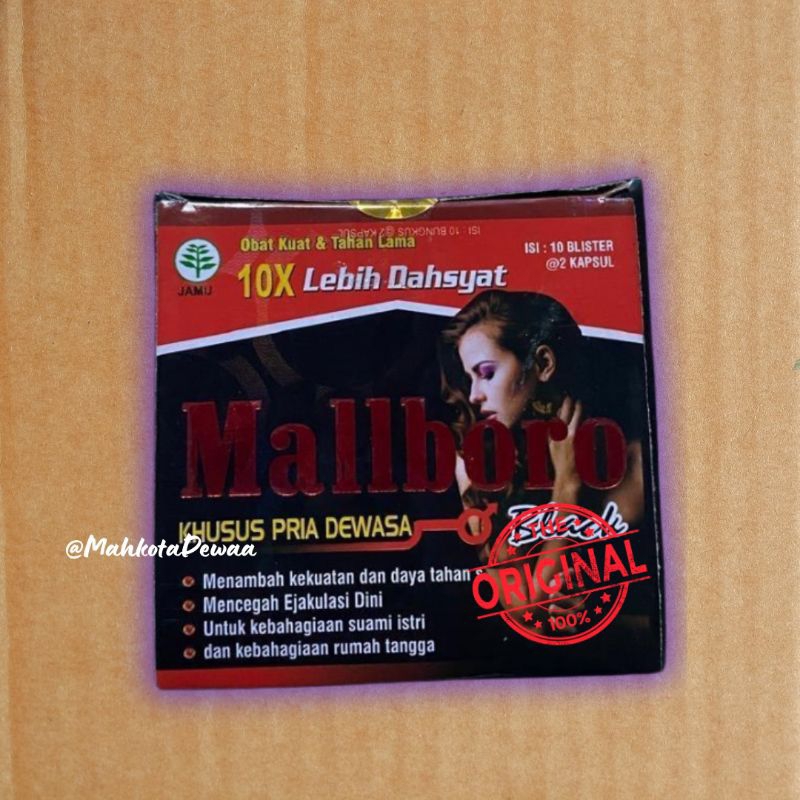 ISI : 10 BUNGKUS @2 KAPSUL
Obat Kuat & Tahan Lama
10X Lebih Dahsyat
ISI : 10 BLISTER
@2 KAPSUL
JAMU
Mallboro
Black
KHUSUS PRIA DEWASA
@MahkotaDewaa
Menambah kekuatan dan daya tahan
Mencegah Ejakulasi Dini
Untuk kebahagiaan suami istri
dan kebahagiaan rumah tangga
THE
ORIGINAL
100%